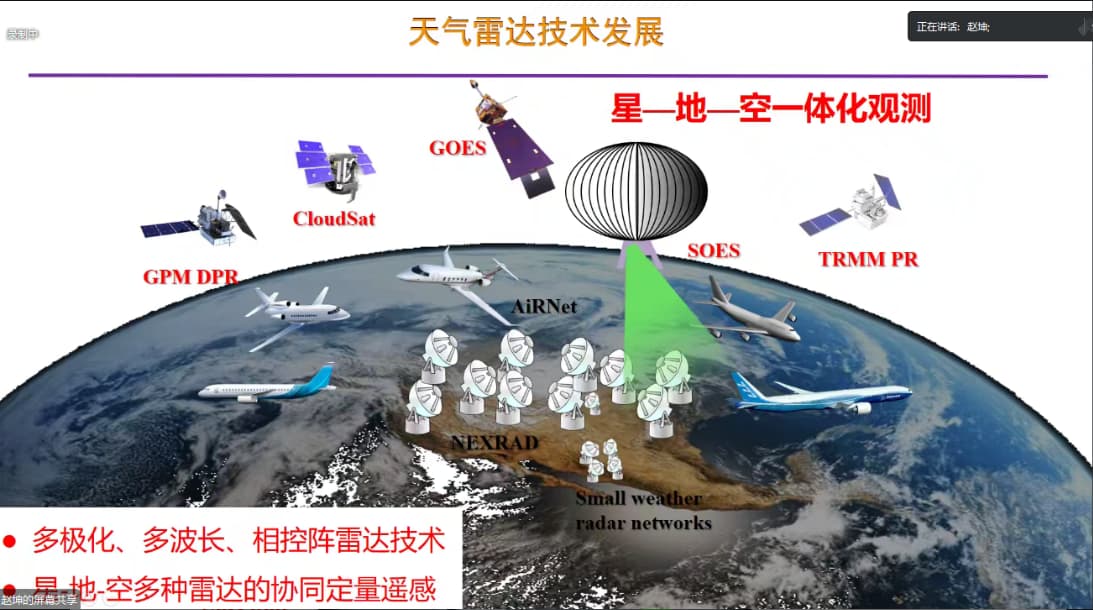 天气雷达技术发展
录制中
正在讲话: 赵坤;
星—地—空一体化观测
GOES
CloudSat
SOES
GPM DPR
TRMM PR
AiRNet
NEXRAD
Small weather
radar networks
多极化、多波长、相控阵雷达技术
星-地-空多种雷达的协同定量遥感
赵坤的屏幕共享